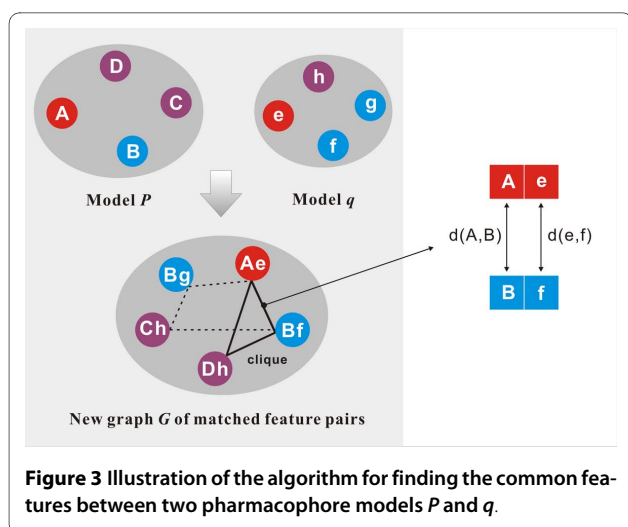 D
A
C
B
Model P
h
e
g
f
Model q
Ae
Bg
Bf
Ch
Dh
clique
New graph G of matched feature pairs
A e
d(A,B) d(e,f)
B f
Figure 3 Illustration of the algorithm for finding the common fea-
tures between two pharmacophore models P and q.